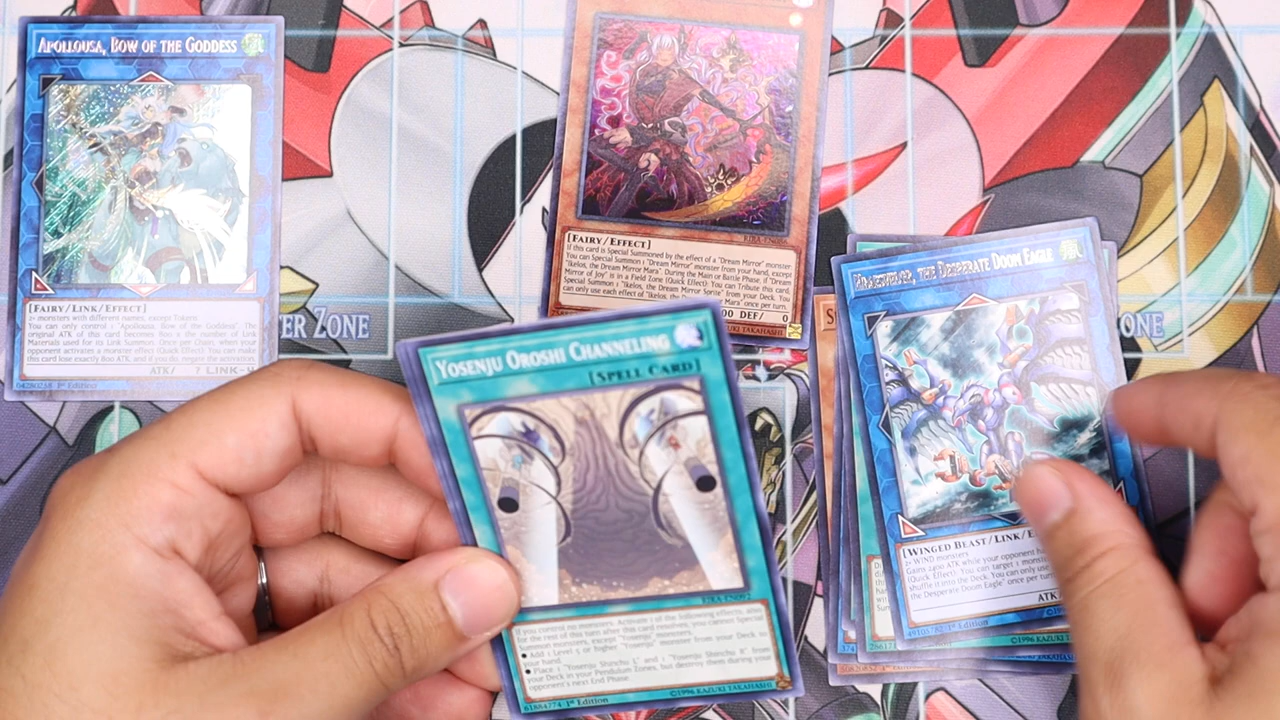 APOLLOUSA, BOW OF THE GODDESS
[FAIRY/LINK/EFFECT]
2+ monsters with different names, except Tokens
You can only control 1 "Apollousa, Bow of the Goddess". The
original ATK of this card becomes 800 x the number of Link
Materials used for its Link Summon. Once per Chain, when your
opponent activates a monster effect (Quick Effect): You can make
this card lose exactly 800 ATK, and if you do, negate the activation.
ATK/ ? LINK-4
1st Edition
ER ZONE
[FAIRY/EFFECT]
If this card is Special Summoned by the effect of a "Dream Mirror" monster:
You can Special Summon 1 "Dream Mirror" monster from your hand, except
"Ikelos, the Dream Mirror Mara". During the Main or Battle Phase, if "Dream
Mirror of Joy" is in a Field Zone (Quick Effect): You can Tribute this card;
Special Summon 1 "Ikelos, the Dream Mirror Sprite" from your Deck. You
can only use each effect of "Ikelos, the Dream Mirror Mara" once per turn.
00 DEF/ 0
KAZUKI TAKAHASHI
YOSENJU OROSHI CHANNELING
[SPELL CARD]
RIRA-EN092
If you control no monsters: Activate 1 of the following effects, also
for the rest of this turn after this card resolves, you cannot Special
Summon monsters, except "Yosenju" monsters.
● Add 1 Level 5 or higher "Yosenju" monster from your Deck to
your hand.
● Place 1 "Yosenju Shinchu L" and 1 "Yosenju Shinchu R" from
your Deck in your Pendulum Zones, but destroy them during your
opponent's next End Phase.
61884774 1st Edition
©1996 KAZUKI TAKAHASHI
, THE DESPERATE DOOM EAGLE
[WINGED BEAST/LINK/E
2+ WIND monsters
Gains 2400 ATK while your opponent
(Quick Effect): You can target 1 monst
shuffle it into the Deck. You can only use
the Desperate Doom Eagle" once per turn
ATK
1st Edition
©1996 KAZUKI
ONE